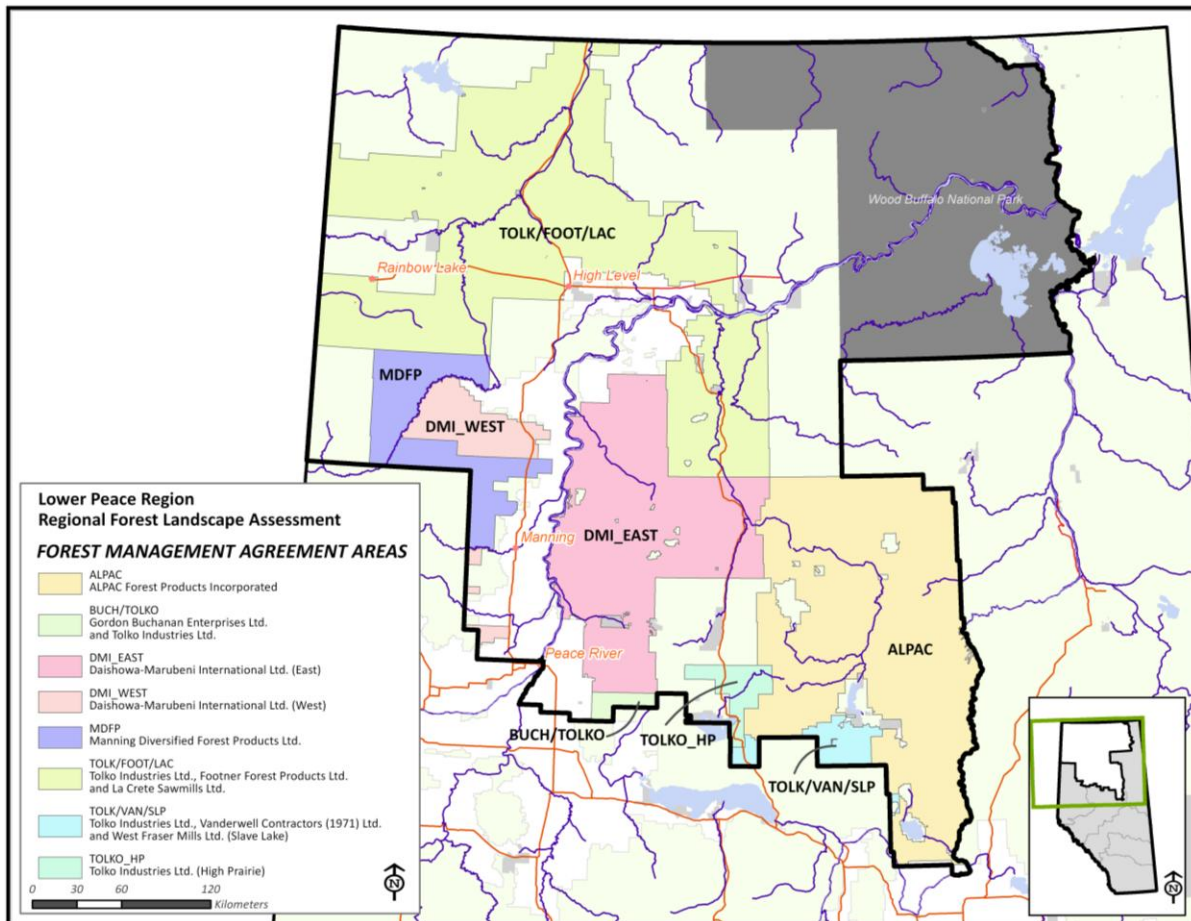 Wood Buffalo National Park
TOLK/FOOT/LAC
Rainbow Lake
High Level
MDFP
DMI_WEST
DMI_EAST
Manning
ALPAC
Peace River
BUCH/TOLKO
TOLKO_HP
TOLK/VAN/SLP
Lower Peace Region
Regional Forest Landscape Assessment
FOREST MANAGEMENT AGREEMENT AREAS
ALPAC
ALPAC Forest Products Incorporated
BUCH/TOLKO
Gordon Buchanan Enterprises Ltd.
and Tolko Industries Ltd.
DMI_EAST
Daishowa-Marubeni International Ltd. (East)
DMI_WEST
Daishowa-Marubeni International Ltd. (West)
MDFP
Manning Diversified Forest Products Ltd.
TOLK/FOOT/LAC
Tolko Industries Ltd., Footner Forest Products Ltd.
and La Crete Sawmills Ltd.
TOLK/VAN/SLP
Tolko Industries Ltd., Vanderwell Contractors (1971) Ltd.
and West Fraser Mills Ltd. (Slave Lake)
TOLKO_HP
Tolko Industries Ltd. (High Prairie)
0 30 60 120
Kilometers
N
N